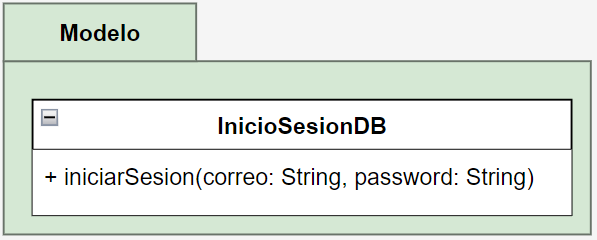 Modelo
InicioSesionDB
+ iniciarSesion(correo: String, password: String)